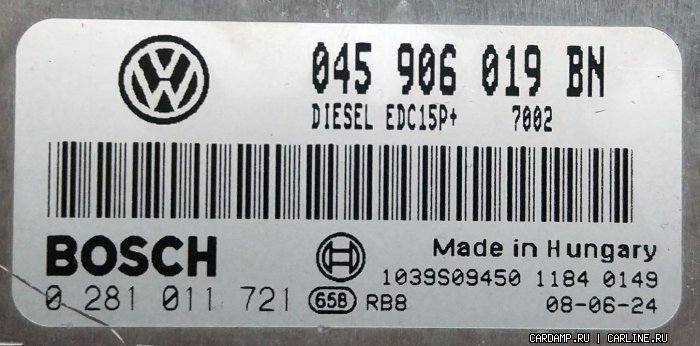 045 906 019 BN
DIESEL EDC15P+ 7002
BOSCH
Made in Hungary
1039S09450 1184 0149
0 281 011 721 658 RB8 08-06-24
CARDAMP.RU | CARLINE.RU